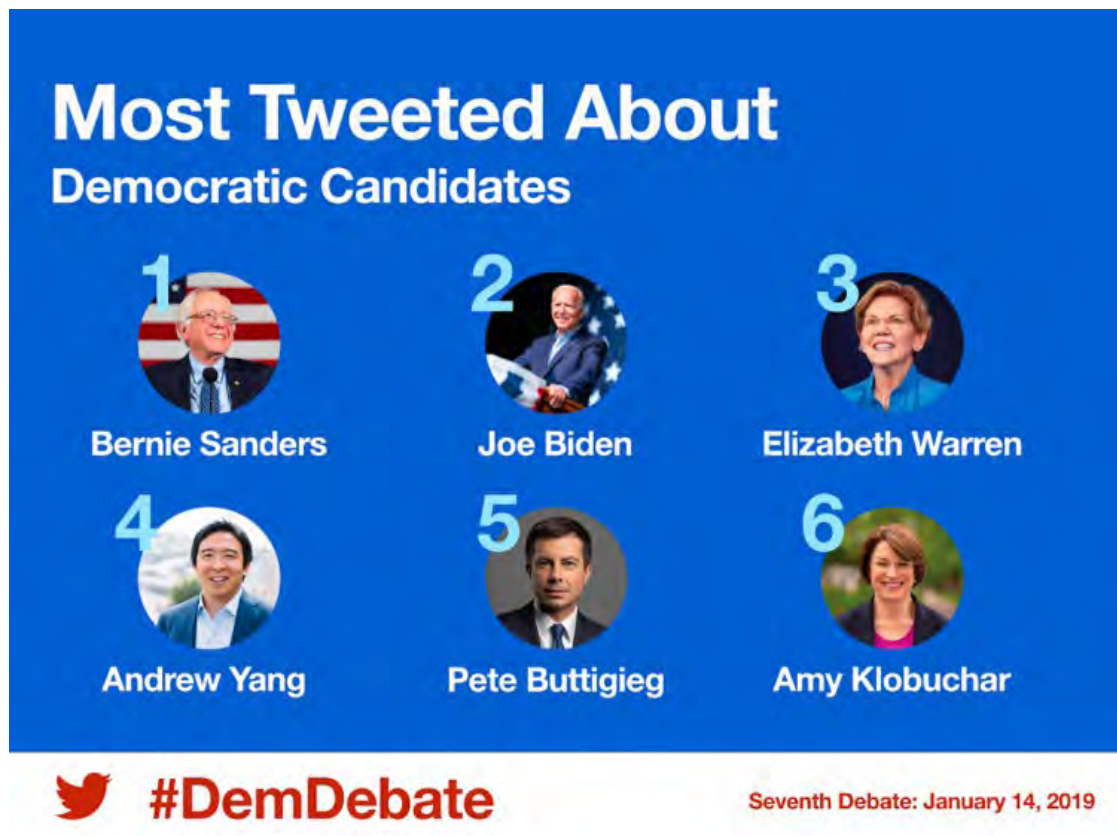 Most Tweeted About
Democratic Candidates
1
2
3
Bernie Sanders
Joe Biden
Elizabeth Warren
4
5
6
Andrew Yang
Pete Buttigieg
Amy Klobuchar
#DemDebate
Seventh Debate: January 14, 2019